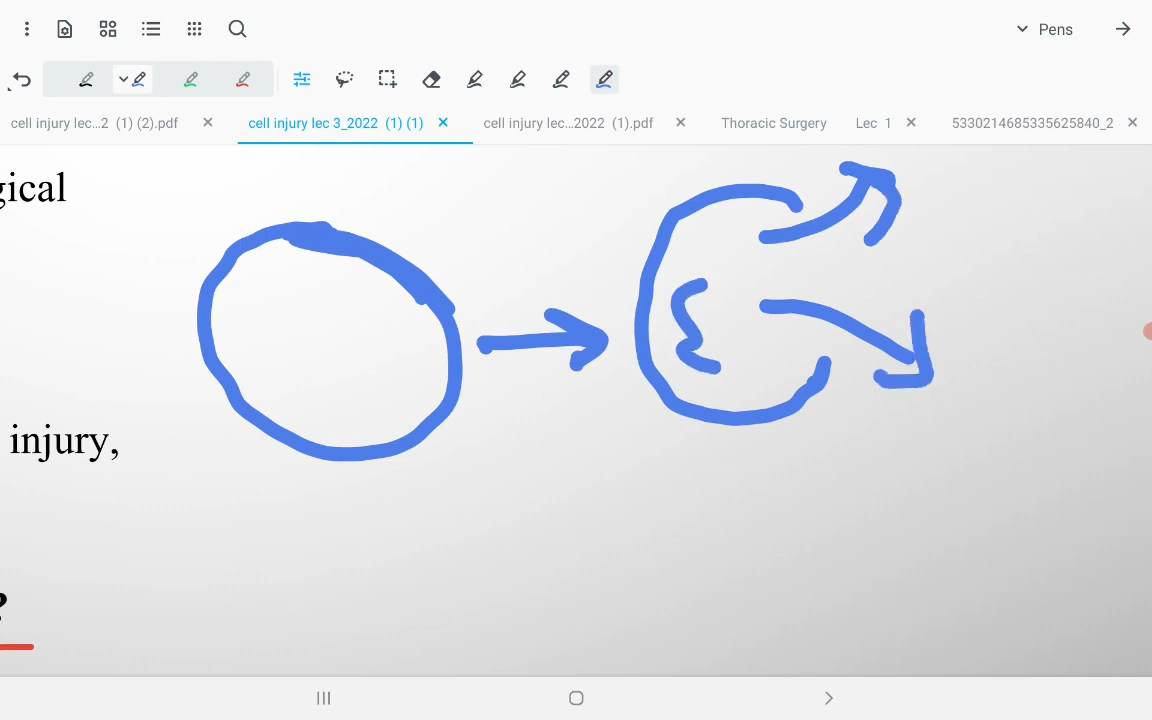 Pens
cell injury lec...2 (1) (2).pdf
cell injury lec 3_2022 (1) (1)
cell injury lec...2022 (1).pdf
Thoracic Surgery Lec 1
5330214685335625840_2
gical
injury,
?